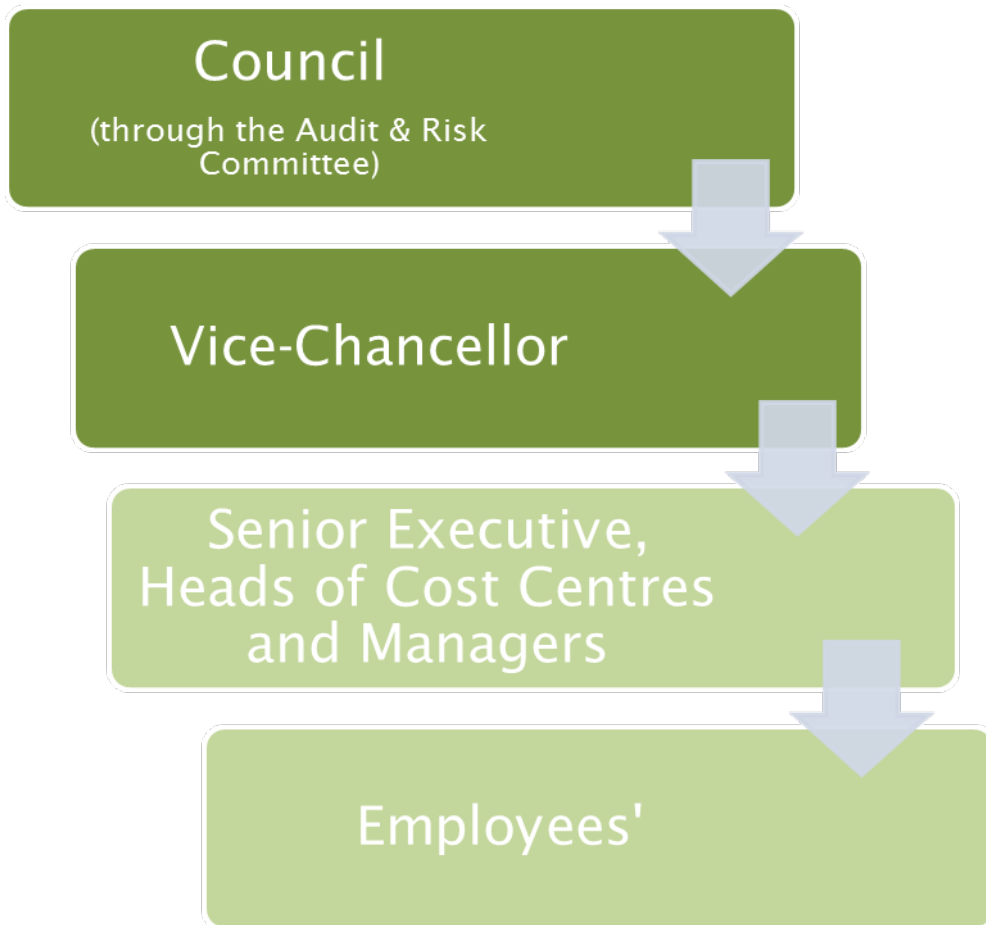 Council
(through the Audit & Risk
Committee)
Vice-Chancellor
Senior Executive,
Heads of Cost Centres
and Managers
Employees'